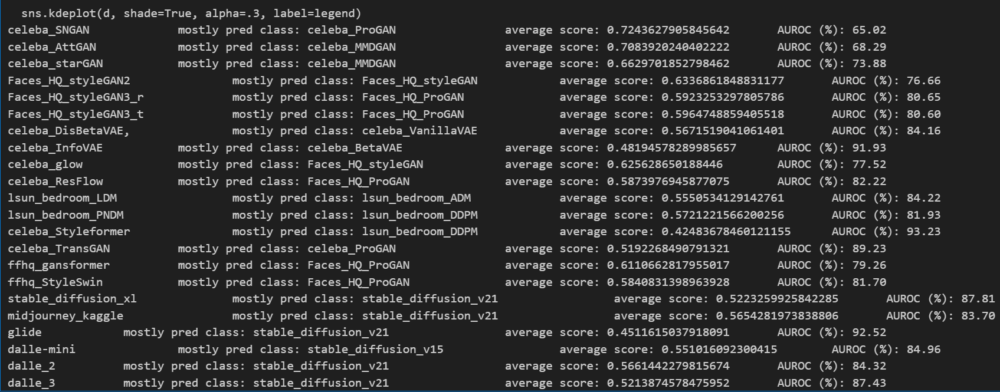 sns.kdeplot(d, shade=True, alpha=.3, label=legend)
celeba_SNGAN mostly pred class: celeba_ProGAN average score: 0.7243627905845642 AUROC (%): 65.02
celeba_AttGAN mostly pred class: celeba_MMDGAN average score: 0.7083920240402222 AUROC (%): 68.29
celeba_starGAN mostly pred class: celeba_MMDGAN average score: 0.6629701852798462 AUROC (%): 73.88
Faces_HQ_styleGAN2 mostly pred class: Faces_HQ_styleGAN average score: 0.6336861848831177 AUROC (%): 76.66
Faces_HQ_styleGAN3_r mostly pred class: Faces_HQ_ProGAN average score: 0.5923253297805786 AUROC (%): 80.65
Faces_HQ_styleGAN3_t mostly pred class: Faces_HQ_ProGAN average score: 0.5964748859405518 AUROC (%): 80.60
celeba_DisBetaVAE, mostly pred class: celeba_VanillaVAE average score: 0.5671519041061401 AUROC (%): 84.16
celeba_InfoVAE mostly pred class: celeba_BetaVAE average score: 0.48194578289985657 AUROC (%): 91.93
celeba_glow mostly pred class: Faces_HQ_styleGAN average score: 0.625628650188446 AUROC (%): 77.52
celeba_ResFlow mostly pred class: Faces_HQ_ProGAN average score: 0.5873976945877075 AUROC (%): 82.22
lsun_bedroom_LDM mostly pred class: lsun_bedroom_ADM average score: 0.5550534129142761 AUROC (%): 84.22
lsun_bedroom_PNDM mostly pred class: lsun_bedroom_DDPM average score: 0.5721221566200256 AUROC (%): 81.93
celeba_Styleformer mostly pred class: lsun_bedroom_DDPM average score: 0.42483678460121155 AUROC (%): 93.23
celeba_TransGAN mostly pred class: celeba_ProGAN average score: 0.5192268490791321 AUROC (%): 89.23
ffhq_gansformer mostly pred class: Faces_HQ_ProGAN average score: 0.6110662817955017 AUROC (%): 79.26
ffhq_StyleSwin mostly pred class: Faces_HQ_ProGAN average score: 0.5840831398963928 AUROC (%): 81.70
stable_diffusion_xl mostly pred class: stable_diffusion_v21 average score: 0.5223259925842285 AUROC (%): 87.81
midjourney_kaggle mostly pred class: stable_diffusion_v21 average score: 0.5654281973838806 AUROC (%): 83.70
glide mostly pred class: stable_diffusion_v21 average score: 0.4511615037918091 AUROC (%): 92.52
dalle-mini mostly pred class: stable_diffusion_v15 average score: 0.551016092300415 AUROC (%): 84.96
dalle_2 mostly pred class: stable_diffusion_v21 average score: 0.5661442279815674 AUROC (%): 84.32
dalle_3 mostly pred class: stable_diffusion_v21 average score: 0.5213874578475952 AUROC (%): 87.43